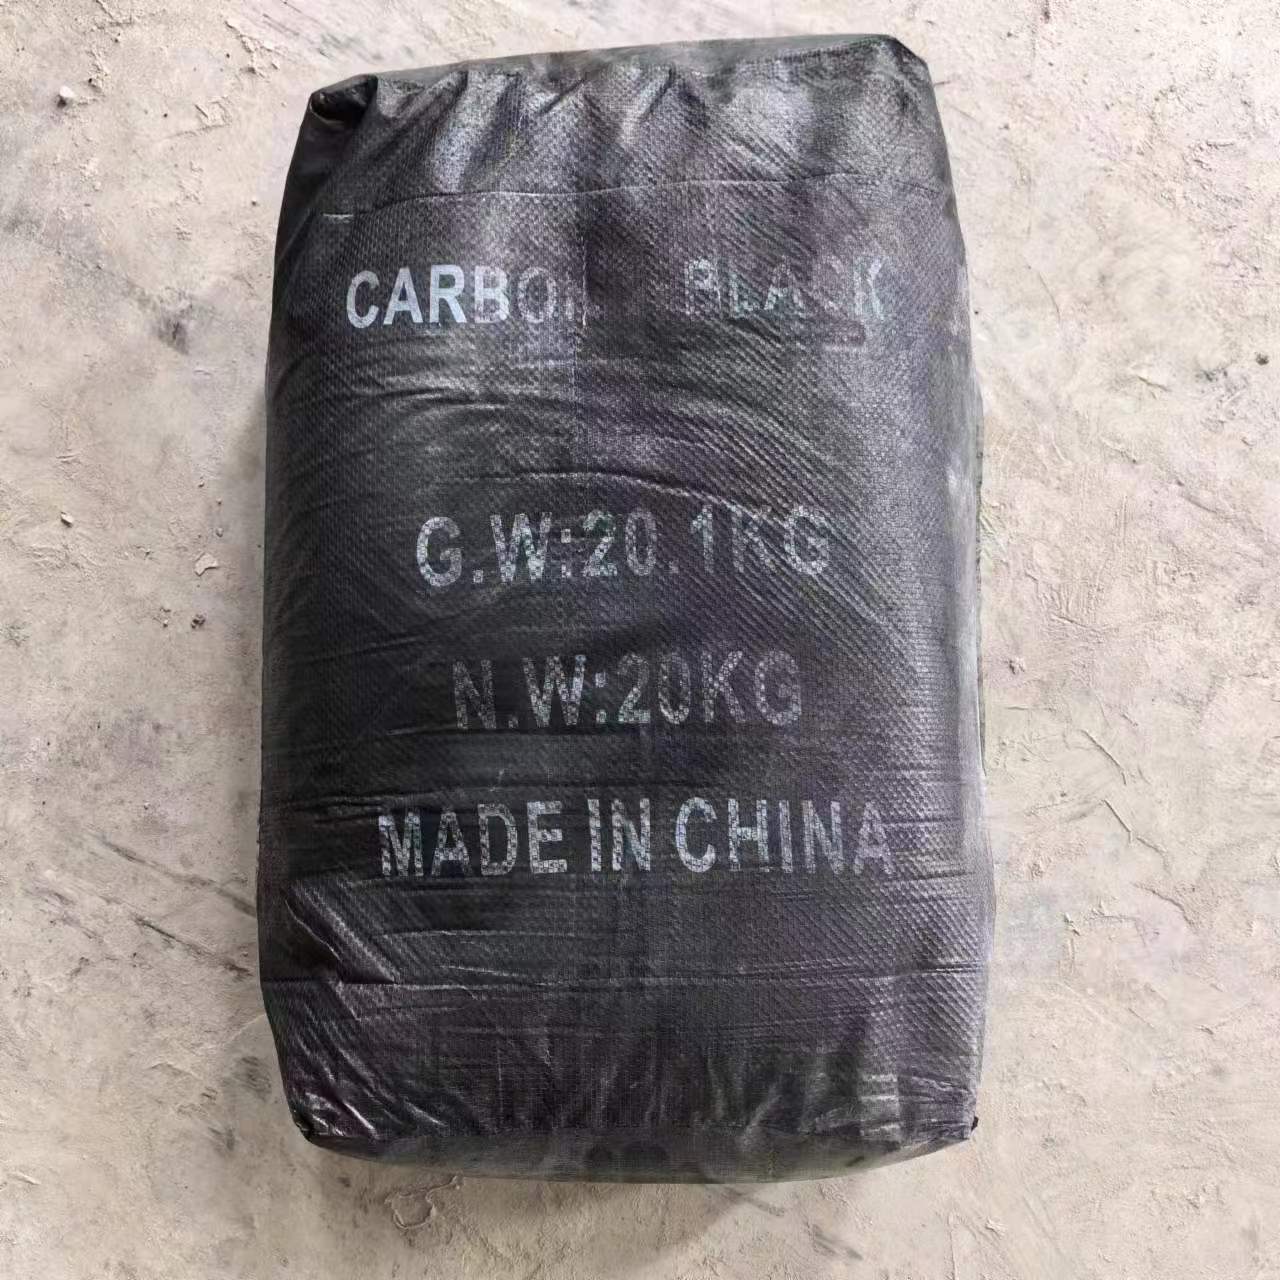 CARBON BLACK
G.W:20.1KG
N.W:20KG
MADE IN CHINA